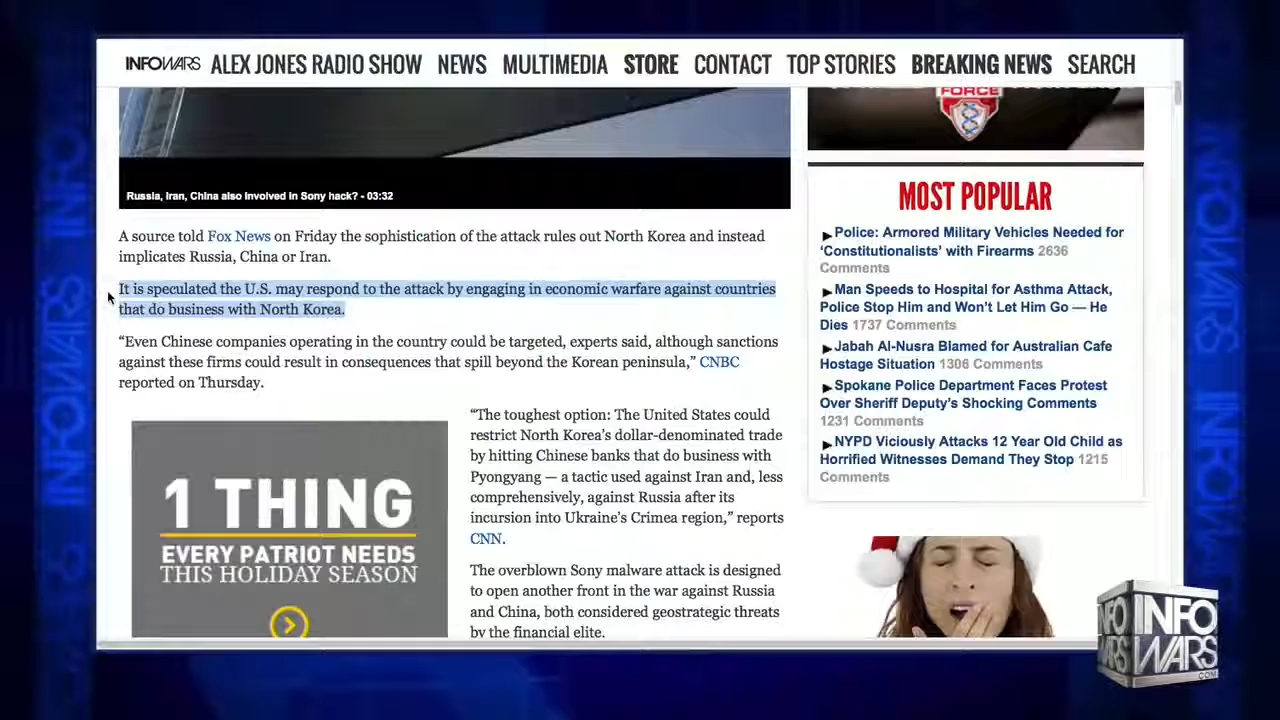 INFOWARS ALEX JONES RADIO SHOW NEWS MULTIMEDIA STORE CONTACT TOP STORIES BREAKING NEWS SEARCH
Russia, Iran, China also involved in Sony hack? - 03:32
A source told Fox News on Friday the sophistication of the attack rules out North Korea and instead
implicates Russia, China or Iran.
It is speculated the U.S. may respond to the attack by engaging in economic warfare against countries
that do business with North Korea.
“Even Chinese companies operating in the country could be targeted, experts said, although sanctions
against these firms could result in consequences that spill beyond the Korean peninsula,” CNBC
reported on Thursday.
1 THING
EVERY PATRIOT NEEDS
THIS HOLIDAY SEASON
“The toughest option: The United States could
restrict North Korea’s dollar-denominated trade
by hitting Chinese banks that do business with
Pyongyang — a tactic used against Iran and, less
comprehensively, against Russia after its
incursion into Ukraine’s Crimea region,” reports
CNN.
The overblown Sony malware attack is designed
to open another front in the war against Russia
and China, both considered geostrategic threats
by the financial elite.
FORCE
MOST POPULAR
Police: Armored Military Vehicles Needed for
‘Constitutionalists’ with Firearms 2636
Comments
Man Speeds to Hospital for Asthma Attack,
Police Stop Him and Won’t Let Him Go — He
Dies 1737 Comments
Jabah Al-Nusra Blamed for Australian Cafe
Hostage Situation 1306 Comments
Spokane Police Department Faces Protest
Over Sheriff Deputy’s Shocking Comments
1231 Comments
NYPD Viciously Attacks 12 Year Old Child as
Horrified Witnesses Demand They Stop 1215
Comments
INFO
WARS
.COM
INFO
WARS
INFOWARS
INFOWARS